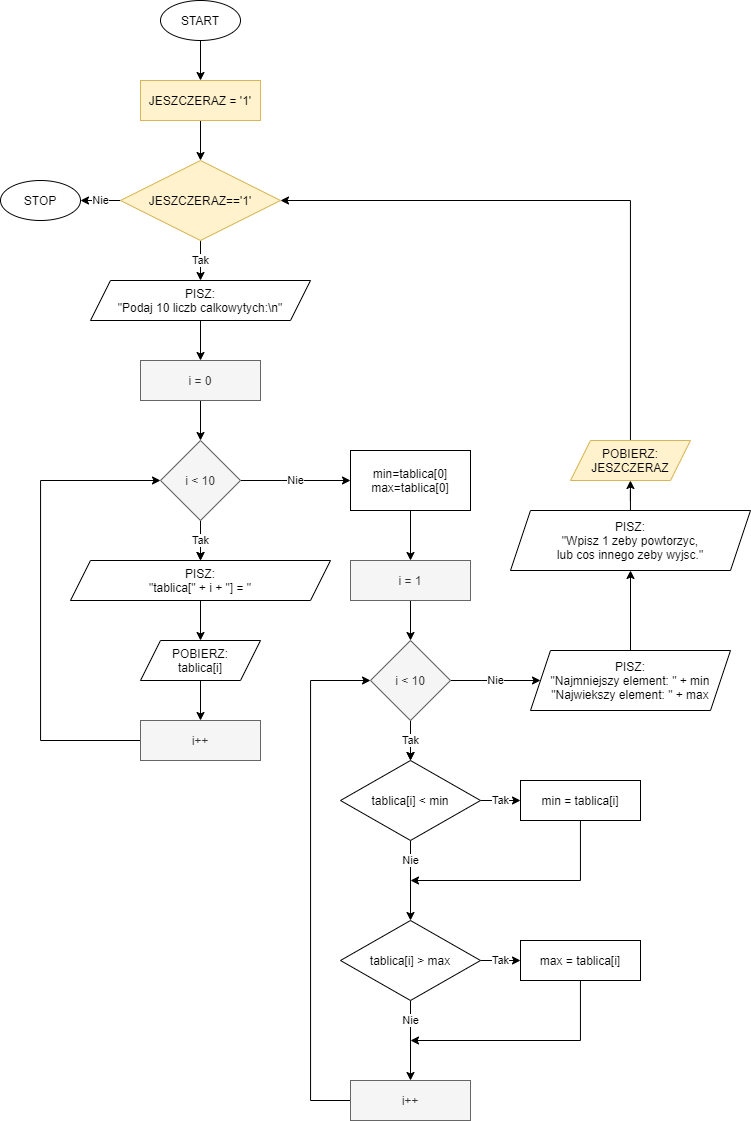 START
JESZCZERAZ = '1'
JESZCZERAZ=='1'
Nie
STOP
Tak
PISZ:
"Podaj 10 liczb calkowytych:\n"
i = 0
i < 10
Nie
Tak
PISZ:
"tablica[" + i + "] = "
POBIERZ:
tablica[i]
i++
min=tablica[0]
max=tablica[0]
i = 1
i < 10
Nie
Tak
tablica[i] < min
Tak
min = tablica[i]
Nie
tablica[i] > max
Tak
max = tablica[i]
Nie
i++
PISZ:
"Najmniejszy element: " + min
"Najwiekszy element: " + max
PISZ:
"Wpisz 1 zeby powtorzyc,
lub cos innego zeby wyjsc."
POBIERZ:
JESZCZERAZ